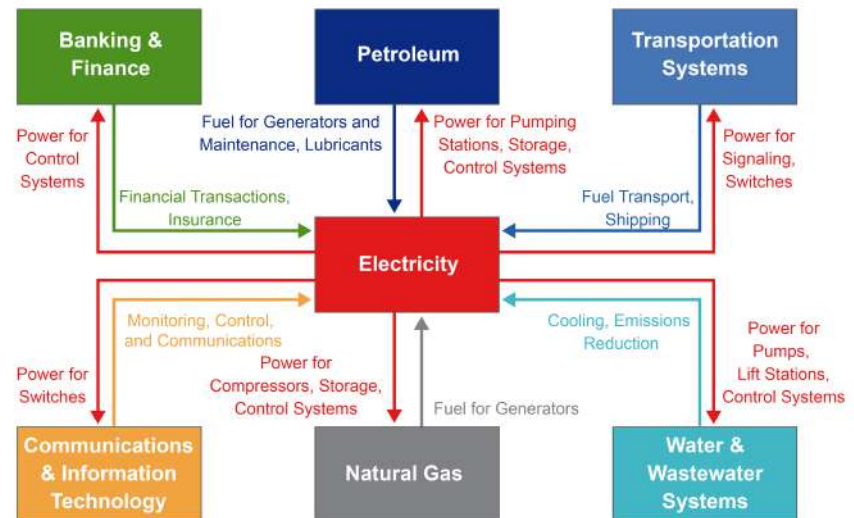 Banking &
Finance
Petroleum
Transportation
Systems
Power for
Control
Systems
Fuel for Generators and
Maintenance, Lubricants
Power for Pumping
Stations, Storage,
Control Systems
Power for
Signaling,
Switches
Financial Transactions,
Insurance
Fuel Transport,
Shipping
Electricity
Monitoring, Control,
and Communications
Cooling, Emissions
Reduction
Power for
Switches
Power for
Compressors, Storage,
Control Systems
Fuel for Generators
Power for
Pumps,
Lift Stations,
Control Systems
Communications
& Information
Technology
Natural Gas
Water &
Wastewater
Systems